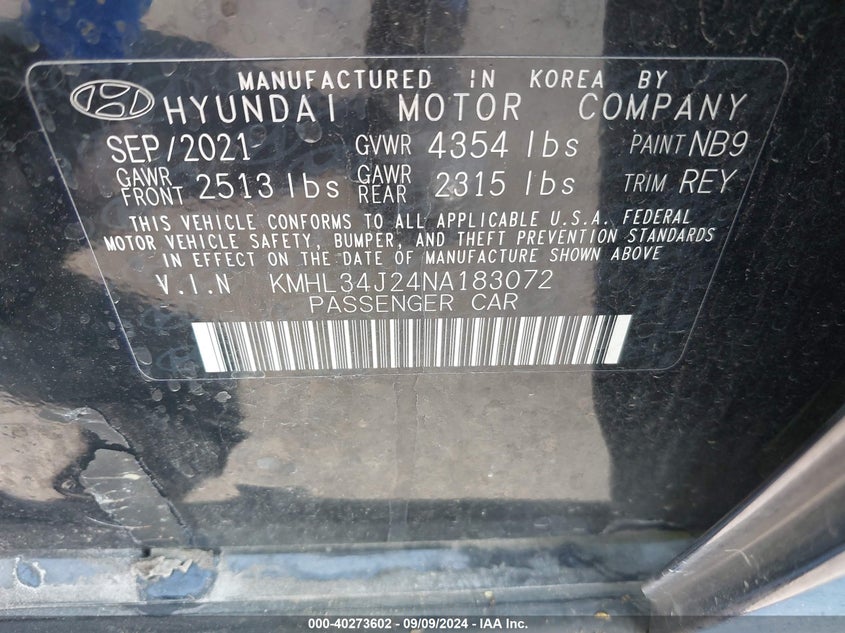 MANUFACTURED IN KOREA BY
HYUNDAI MOTOR COMPANY
SEP/2021 GVWR 4354 lbs PAINT NB9
GAWR FRONT 2513 lbs GAWR REAR 2315 lbs TRIM REY
THIS VEHICLE CONFORMS TO ALL APPLICABLE U.S.A. FEDERAL
MOTOR VEHICLE SAFETY, BUMPER, AND THEFT PREVENTION STANDARDS
IN EFFECT ON THE DATE OF MANUFACTURE SHOWN ABOVE
V.I.N KMHL34J24NA183072
PASSENGER CAR
000-40273602 - 09/09/2024 - IAA Inc.